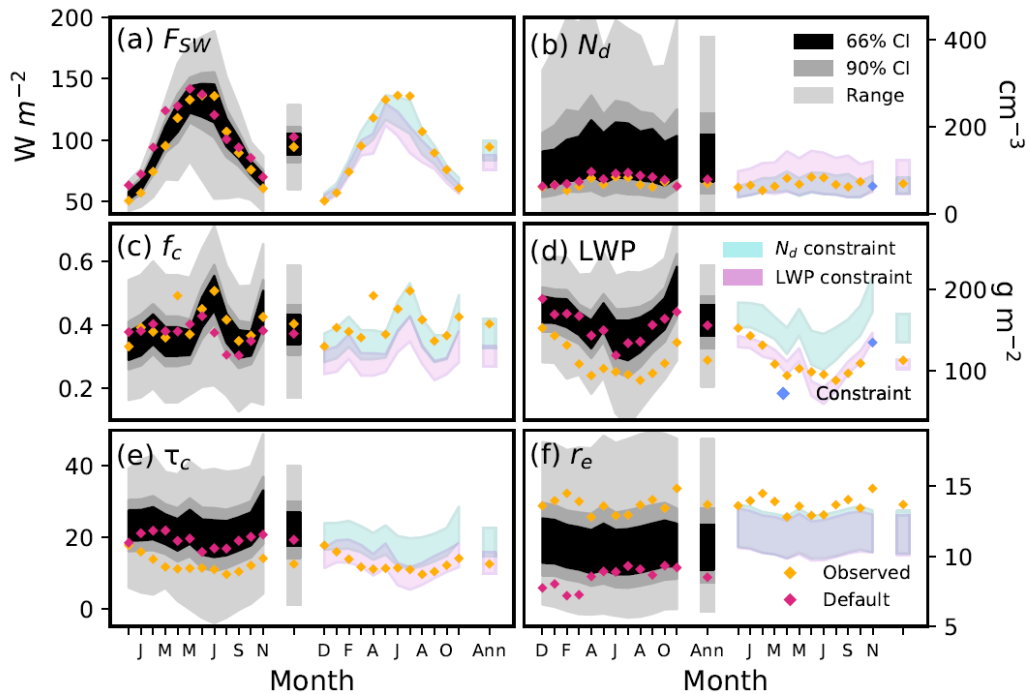 (a) F_SW
(b) N_d
200
150
100
50
W m⁻²
66% CI
90% CI
Range
400
200
0
cm⁻³
(c) f_c
(d) LWP
0.6
0.4
0.2
N_d constraint
LWP constraint
Constraint
200
100
g m⁻²
(e) τ_c
(f) r_e
40
20
0
Observed
Default
15
10
5
J M M J S N
D F A J A O Ann
D F A J A O Ann
J M M J S N
Month
Month